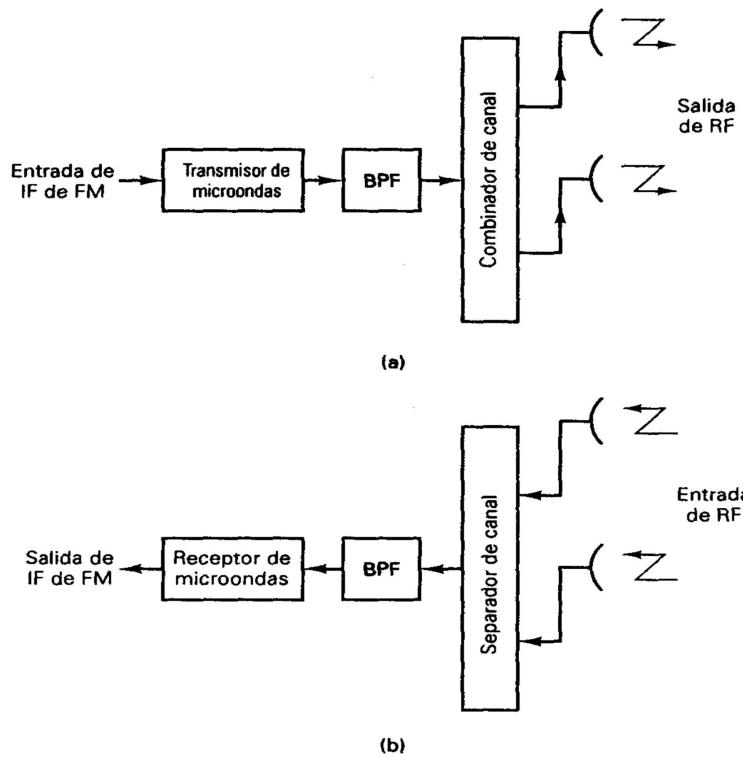 Salida
de RF
Entrada de
IF de FM
Transmisor de
microondas
BPF
Combinador de canal
(a)
Entrada
de RF
Salida de
IF de FM
Receptor de
microondas
BPF
Separador de canal
(b)